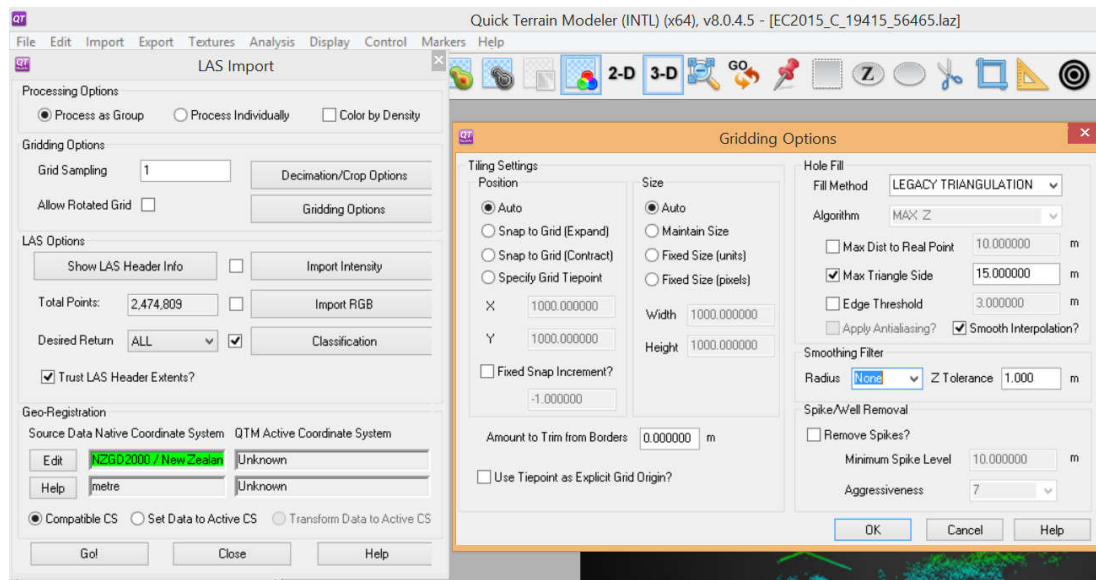 QT
Quick Terrain Modeler (INTL) (x64), v8.0.4.5 - [EC2015_C_19415_56465.laz]
File Edit Import Export Textures Analysis Display Control Markers Help
QT
LAS Import
2-D 3-D GO Z
Processing Options
Process as Group Process Individually Color by Density
Gridding Options
Grid Sampling 1 Decimation/Crop Options
Allow Rotated Grid Gridding Options
LAS Options
Show LAS Header Info Import Intensity
Total Points: 2,474,809 Import RGB
Desired Return ALL Classification
Trust LAS Header Extents?
Geo-Registration
Source Data Native Coordinate System QTM Active Coordinate System
Edit NZGD2000 / New Zealan Unknown
Help metre Unknown
Compatible CS Set Data to Active CS Transform Data to Active CS
Go! Close Help
QT
Gridding Options
Tiling Settings
Position
Auto
Snap to Grid (Expand)
Snap to Grid (Contract)
Specify Grid Tiepoint
X 1000.000000
Y 1000.000000
Fixed Snap Increment?
-1.000000
Size
Auto
Maintain Size
Fixed Size (units)
Fixed Size (pixels)
Width 1000.000000
Height 1000.000000
Amount to Trim from Borders 0.000000 m
Use Tiepoint as Explicit Grid Origin?
Hole Fill
Fill Method LEGACY TRIANGULATION
Algorithm MAX Z
Max Dist to Real Point 10.000000 m
Max Triangle Side 15.000000 m
Edge Threshold 3.000000 m
Apply Antialiasing? Smooth Interpolation?
Smoothing Filter
Radius None Z Tolerance 1.000 m
Spike/Well Removal
Remove Spikes?
Minimum Spike Level 10.000000 m
Aggressiveness 7
OK Cancel Help